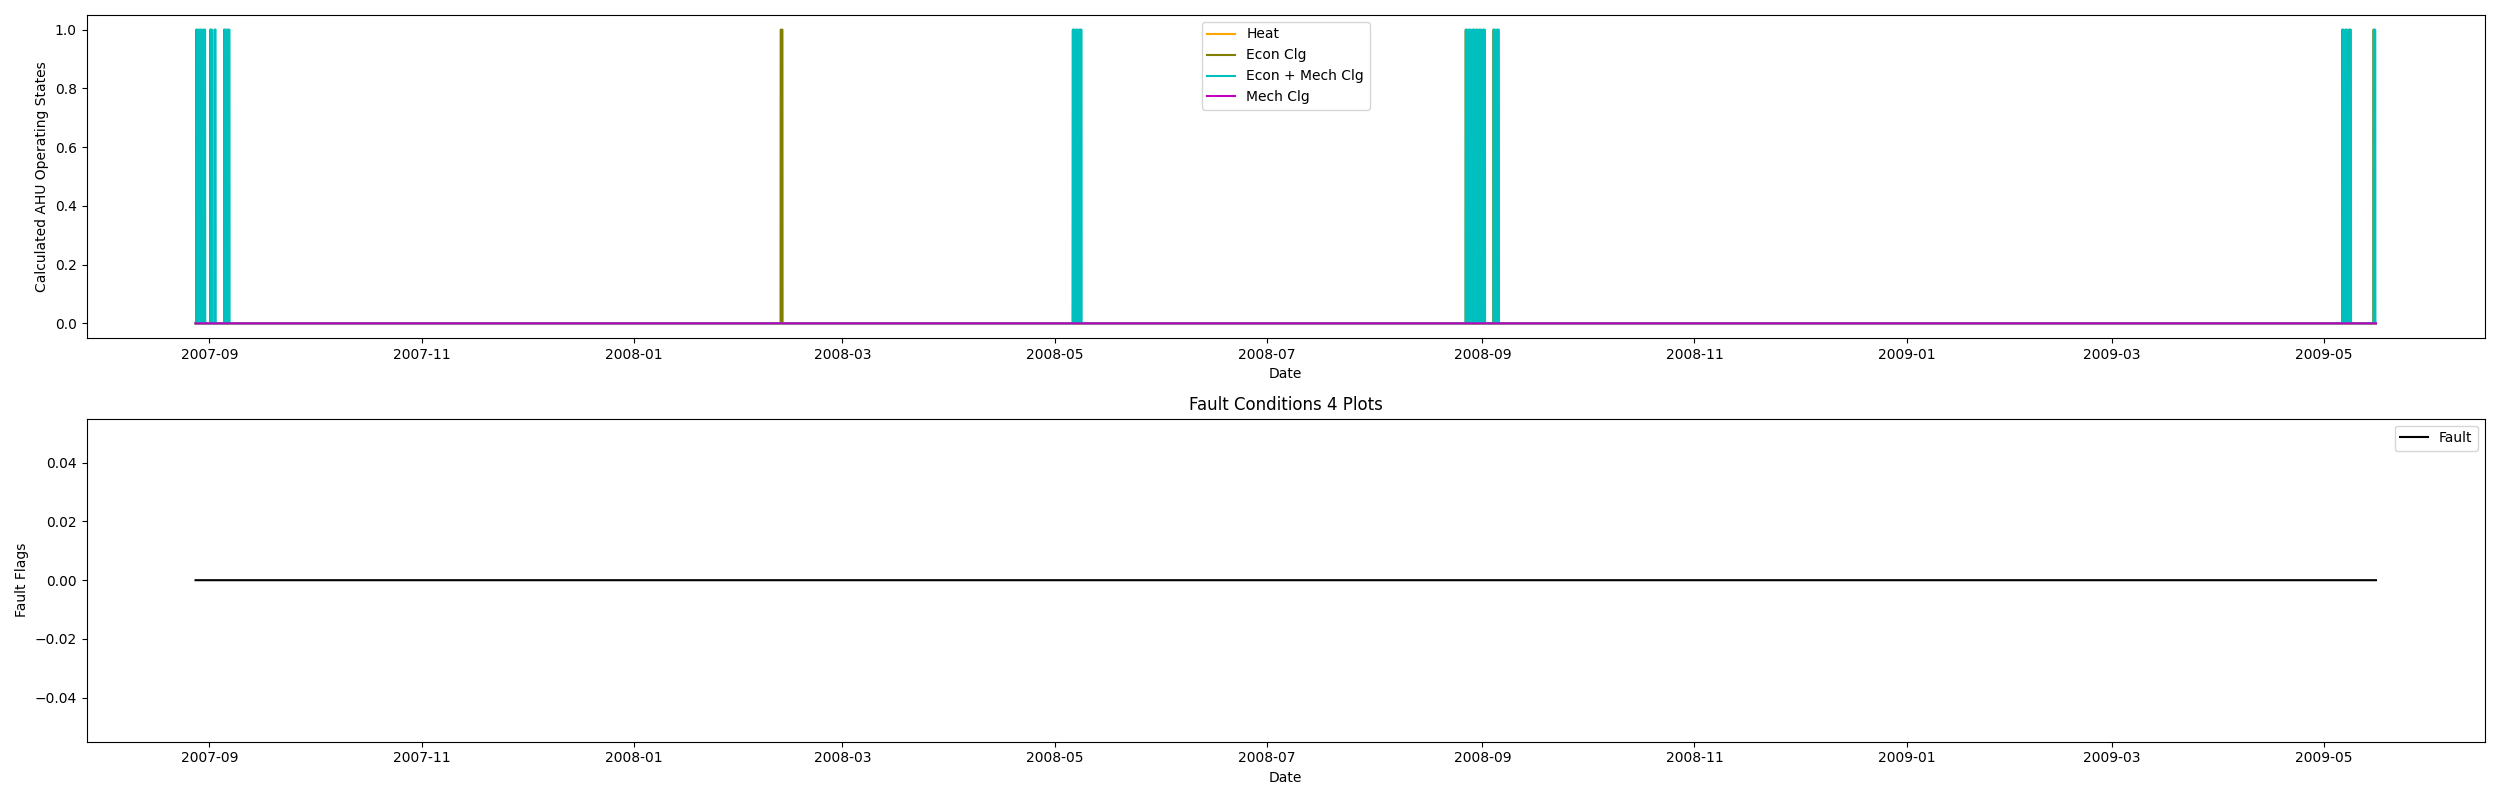 Calculated AHU Operating States
1.0
0.8
0.6
0.4
0.2
0.0
Heat
Econ Clg
Econ + Mech Clg
Mech Clg
2007-09 2007-11 2008-01 2008-03 2008-05 2008-07 2008-09 2008-11 2009-01 2009-03 2009-05
Date
Fault Conditions 4 Plots
Fault Flags
0.04
0.02
0.00
−0.02
−0.04
Fault
2007-09 2007-11 2008-01 2008-03 2008-05 2008-07 2008-09 2008-11 2009-01 2009-03 2009-05
Date